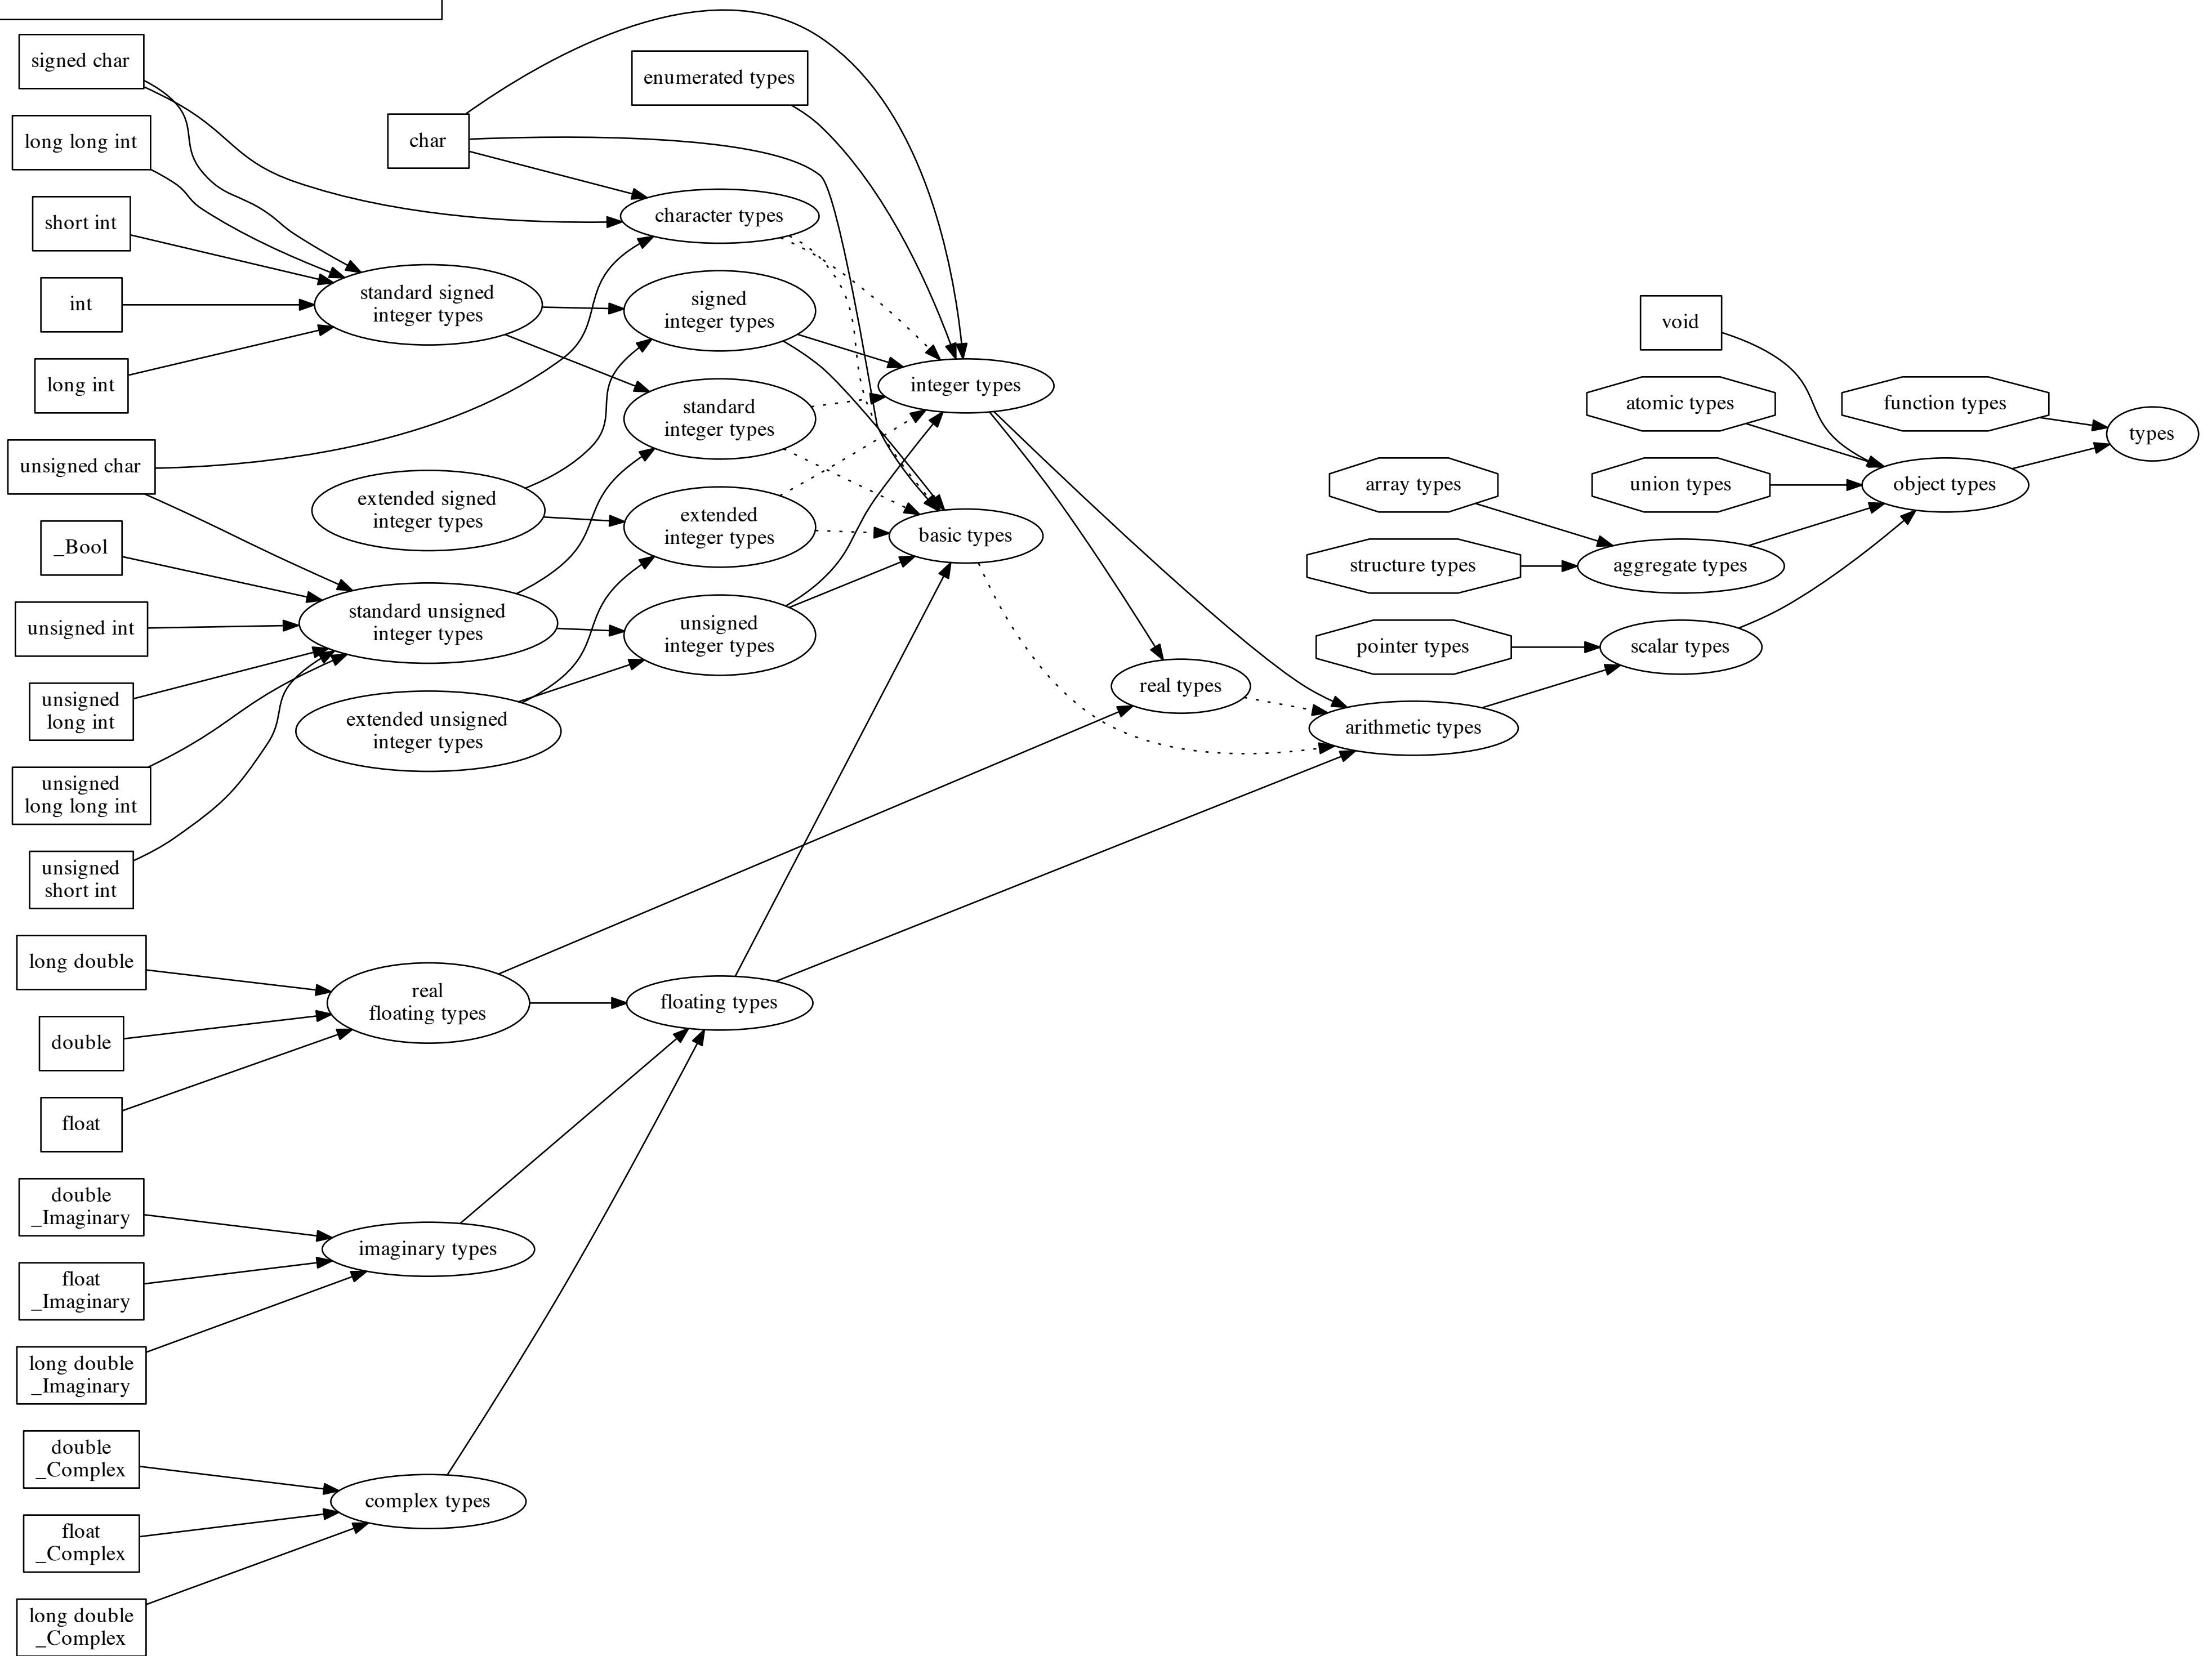 signed char
long long int
short int
int
long int
unsigned char
_Bool
unsigned int
unsigned
long int
unsigned
long long int
unsigned
short int
long double
double
float
double
_Imaginary
float
_Imaginary
long double
_Imaginary
double
_Complex
float
_Complex
long double
_Complex
char
standard signed
integer types
extended signed
integer types
standard unsigned
integer types
extended unsigned
integer types
real
floating types
imaginary types
complex types
enumerated types
character types
signed
integer types
standard
integer types
extended
integer types
unsigned
integer types
floating types
integer types
basic types
real types
array types
structure types
pointer types
arithmetic types
void
atomic types
union types
aggregate types
scalar types
function types
object types
types